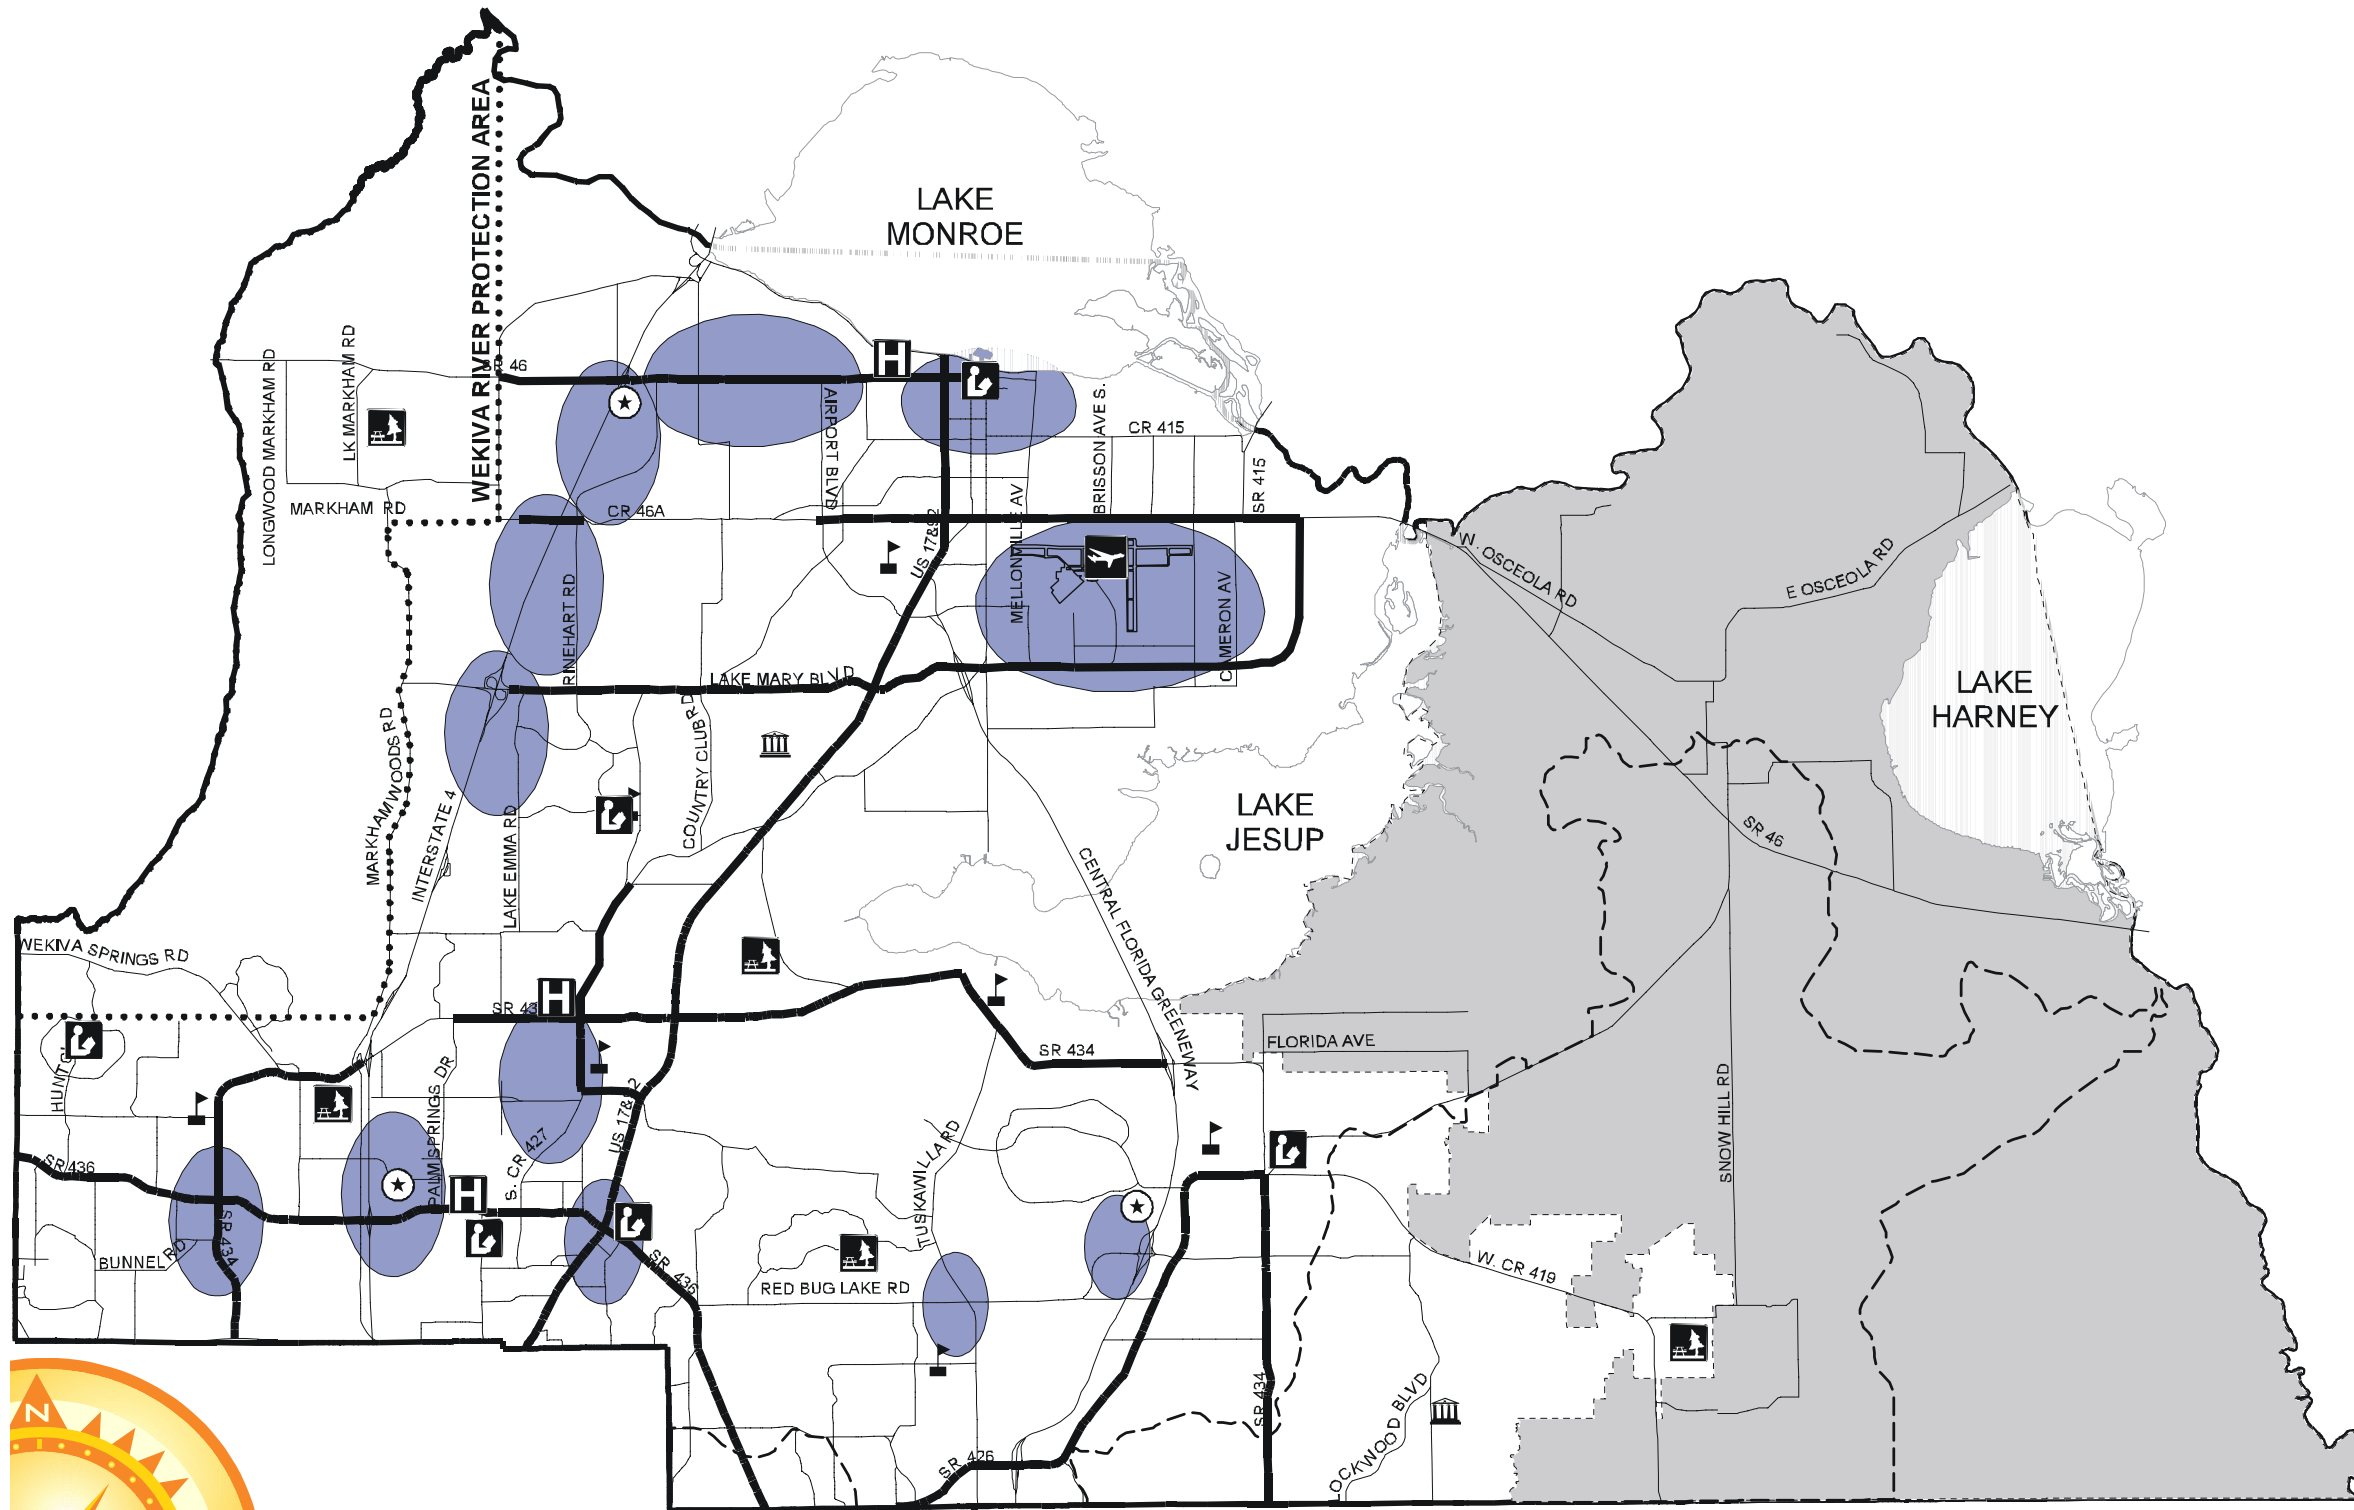 WEKIVA RIVER PROTECTION AREA
LAKE
MONROE
SR 46
LK MARKHAM RD
LONGWOOD MARKHAM RD
MARKHAM RD
H
AIRPORT BLVD
CR 415
BRISSON AVE S.
SR 415
CR 46A
US 17&92
MELLONVILLE AV
CAMERON AV
RINEHART RD
LAKE MARY BLVD
COUNTRY CLUB RD
MARKHAM WOODS RD
INTERSTATE 4
LAKE EMMA RD
N. OSCEOLA RD
E OSCEOLA RD
LAKE
HARNEY
LAKE
JESUP
SR 46
CENTRAL FLORIDA GREENEWAY
WEKIVA SPRINGS RD
H
SR 43
SR 434
FLORIDA AVE
SNOW HILL RD
PALM SPRINGS DR
S. CR 427
US 17&92
TUSKAWILLA RD
SR 436
H
SR 434
BUNNEL RD
SR 436
RED BUG LAKE RD
W. CR 419
SR 434
SR 426
N